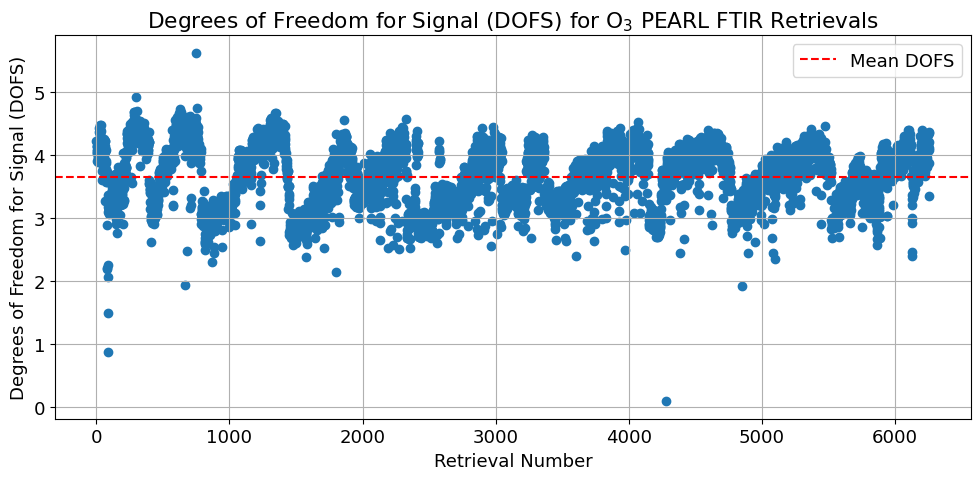 Degrees of Freedom for Signal (DOFS) for O₃ PEARL FTIR Retrievals
Mean DOFS
Degrees of Freedom for Signal (DOFS)
5
4
3
2
1
0
0 1000 2000 3000 4000 5000 6000
Retrieval Number